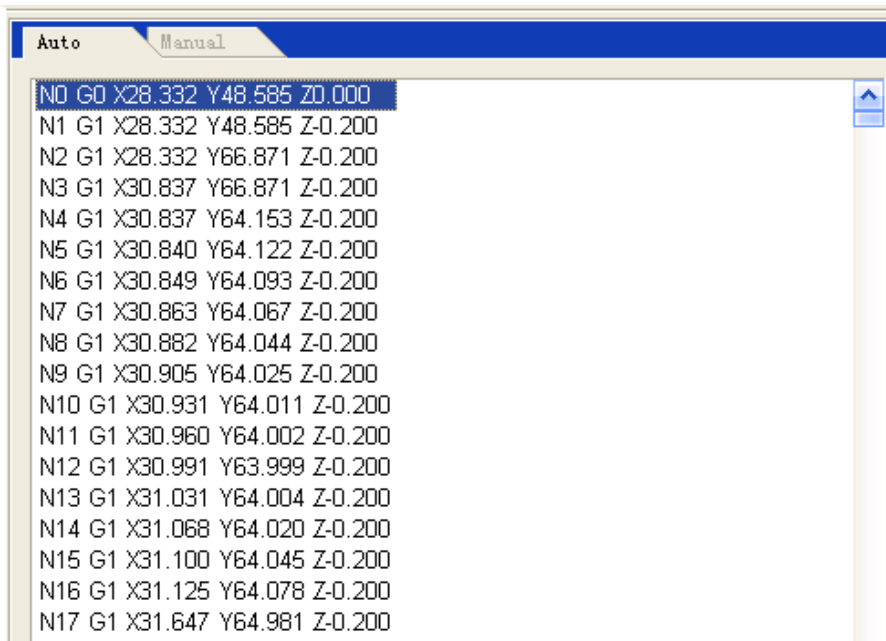 Auto Manual
N0 G0 X28.332 Y48.585 Z0.000
N1 G1 X28.332 Y48.585 Z-0.200
N2 G1 X28.332 Y66.871 Z-0.200
N3 G1 X30.837 Y66.871 Z-0.200
N4 G1 X30.837 Y64.153 Z-0.200
N5 G1 X30.840 Y64.122 Z-0.200
N6 G1 X30.849 Y64.093 Z-0.200
N7 G1 X30.863 Y64.067 Z-0.200
N8 G1 X30.882 Y64.044 Z-0.200
N9 G1 X30.905 Y64.025 Z-0.200
N10 G1 X30.931 Y64.011 Z-0.200
N11 G1 X30.960 Y64.002 Z-0.200
N12 G1 X30.991 Y63.999 Z-0.200
N13 G1 X31.031 Y64.004 Z-0.200
N14 G1 X31.068 Y64.020 Z-0.200
N15 G1 X31.100 Y64.045 Z-0.200
N16 G1 X31.125 Y64.078 Z-0.200
N17 G1 X31.647 Y64.981 Z-0.200